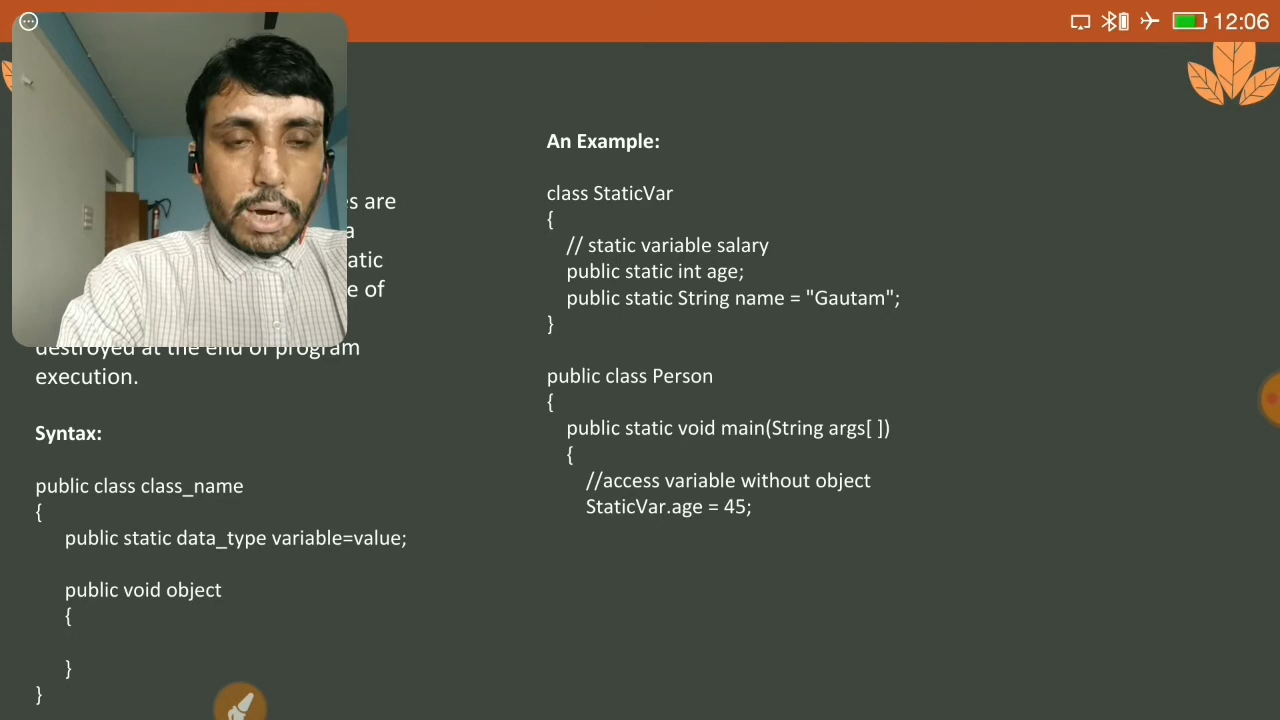 12:06
s are
a
atic
e of
destroyed at the end of program
execution.
Syntax:
public class class_name
{
public static data_type variable=value;
public void object
{
}
}
An Example:
class StaticVar
{
// static variable salary
public static int age;
public static String name = "Gautam";
}
public class Person
{
public static void main(String args[ ])
{
//access variable without object
StaticVar.age = 45;